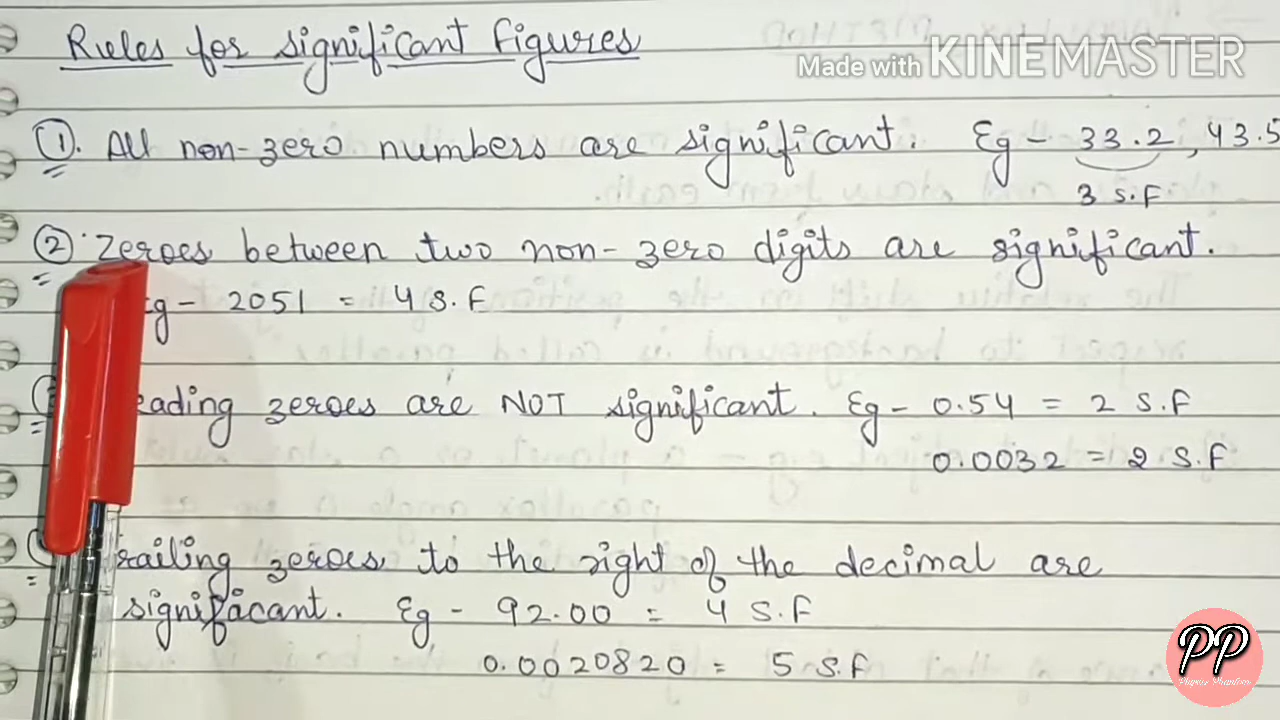 Rules for significant figures
Made with KINEMASTER
①. All non-zero numbers are significant. Eg - 33.2, 43.5
3 S.F
② Zeroes between two non-zero digits are significant.
Eg - 2051 = 4 S.F
eading zeroes are NOT significant. Eg - 0.54 = 2 S.F
0.0032 = 2 S.F
railing zeroes to the right of the decimal are
significant. Eg - 92.00 = 4 S.F
0.0020820 = 5 S.F
PP